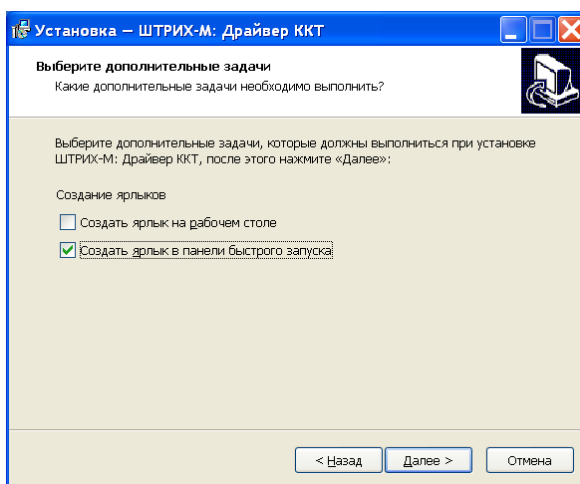 Установка — ШТРИХ-М: Драйвер ККТ
Выберите дополнительные задачи
Какие дополнительные задачи необходимо выполнить?
Выберите дополнительные задачи, которые должны выполниться при установке
ШТРИХ-М: Драйвер ККТ, после этого нажмите «Далее»:
Создание ярлыков
Создать ярлык на рабочем столе
Создать ярлык в панели быстрого запуска
< Назад
Далее >
Отмена